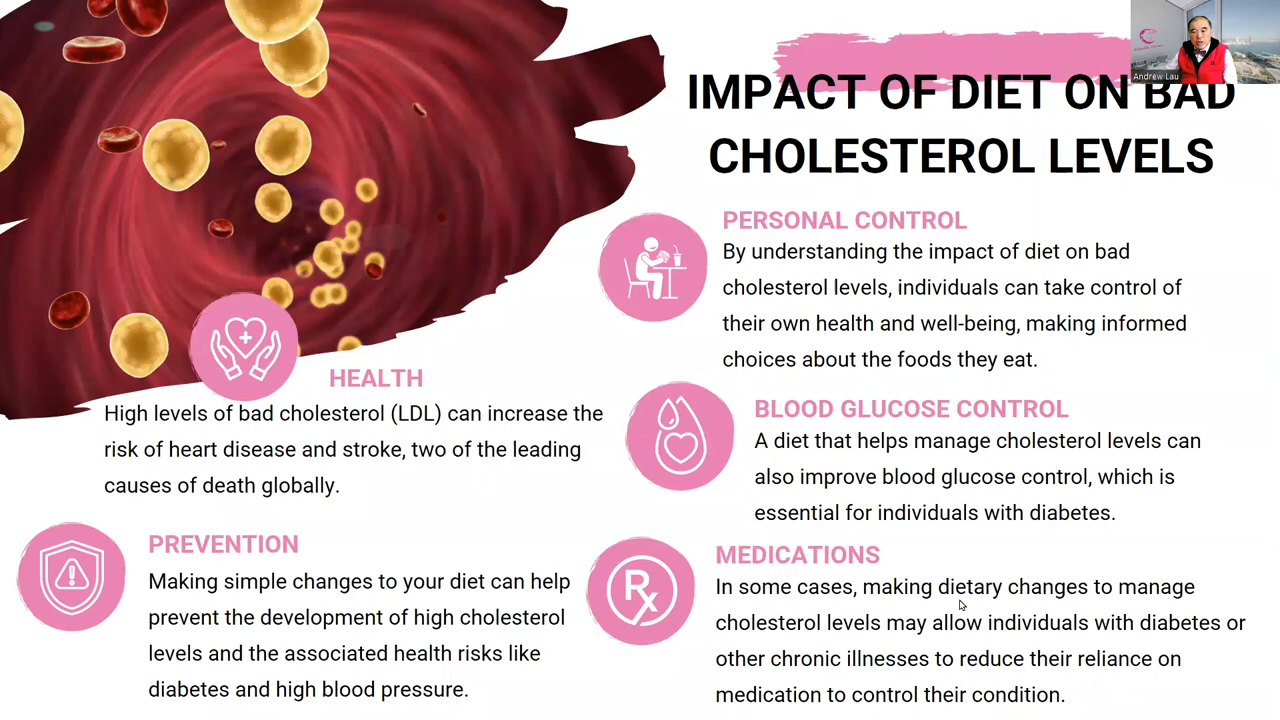 Andrew Lau
IMPACT OF DIET ON BAD
CHOLESTEROL LEVELS
PERSONAL CONTROL
By understanding the impact of diet on bad
cholesterol levels, individuals can take control of
their own health and well-being, making informed
choices about the foods they eat.
HEALTH
High levels of bad cholesterol (LDL) can increase the
risk of heart disease and stroke, two of the leading
causes of death globally.
BLOOD GLUCOSE CONTROL
A diet that helps manage cholesterol levels can
also improve blood glucose control, which is
essential for individuals with diabetes.
PREVENTION
Making simple changes to your diet can help
prevent the development of high cholesterol
levels and the associated health risks like
diabetes and high blood pressure.
MEDICATIONS
Rx
In some cases, making dietary changes to manage
cholesterol levels may allow individuals with diabetes or
other chronic illnesses to reduce their reliance on
medication to control their condition.